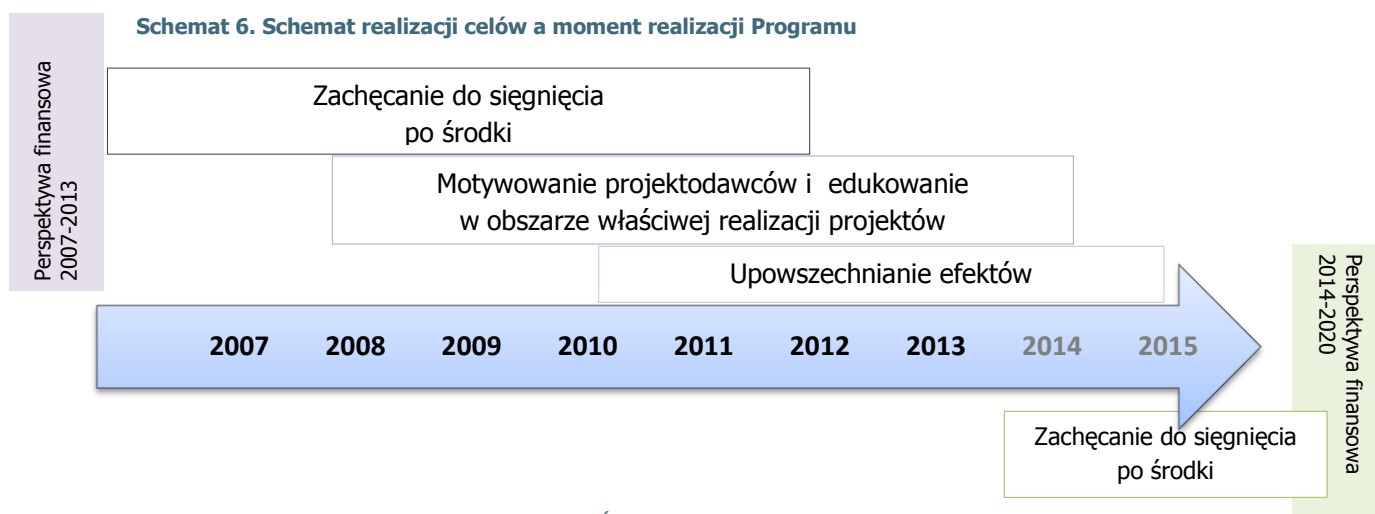 Schemat 6. Schemat realizacji celów a moment realizacji Programu
Perspektywa finansowa
2007-2013
Zachęcanie do sięgnięcia
po środki
Motywowanie projektodawców i edukowanie
w obszarze właściwej realizacji projektów
Upowszechnianie efektów
2007 2008 2009 2010 2011 2012 2013 2014 2015
Perspektywa finansowa
2014-2020
Zachęcanie do sięgnięcia
po środki